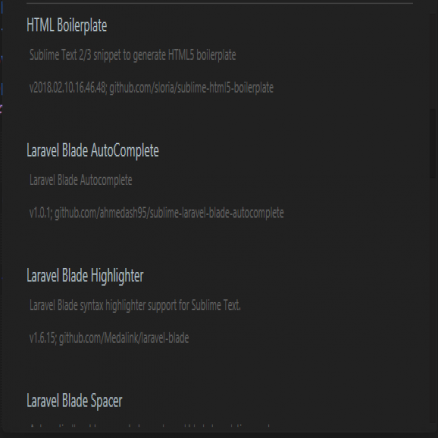 HTML Boilerplate
Sublime Text 2/3 snippet to generate HTML5 boilerplate
v2018.02.10.16.46.48; github.com/sloria/sublime-html5-boilerplate
Laravel Blade AutoComplete
Laravel Blade Autocomplete
v1.0.1; github.com/ahmedash95/sublime-laravel-blade-autocomplete
Laravel Blade Highlighter
Laravel Blade syntax highlighter support for Sublime Text.
v1.6.15; github.com/Medalink/laravel-blade
Laravel Blade Spacer